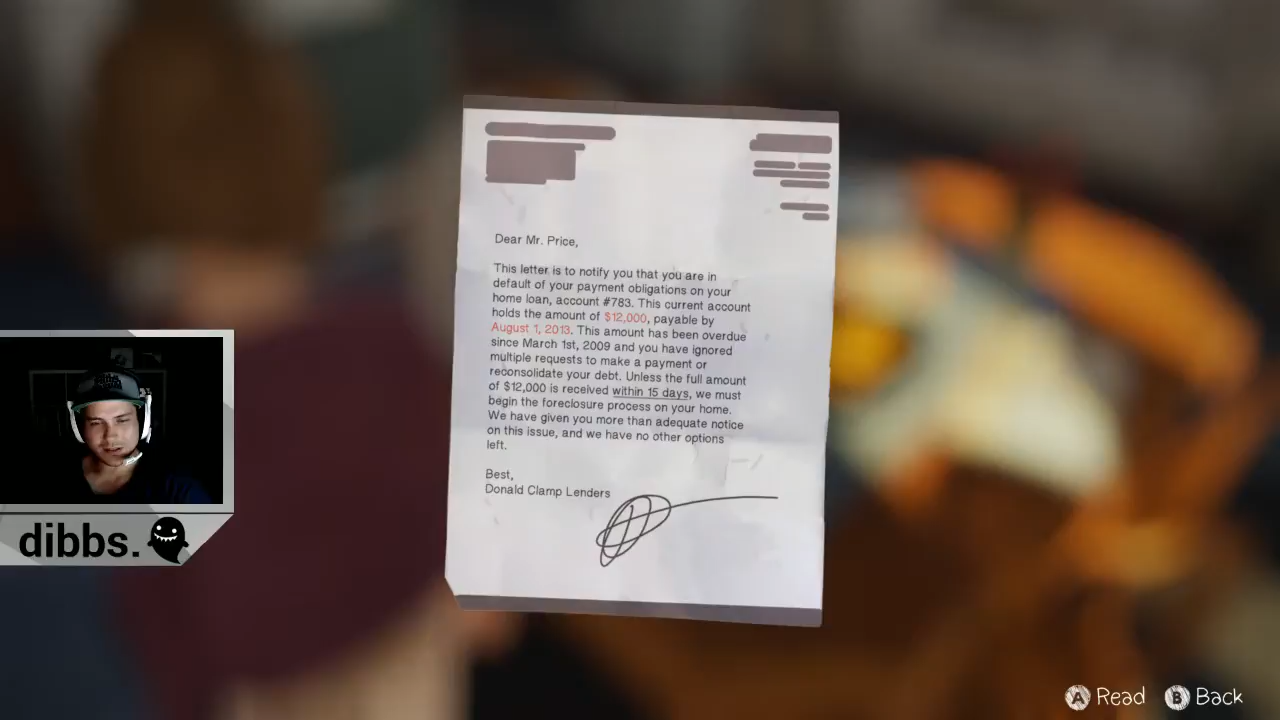 Dear Mr. Price,
This letter is to notify you that you are in
default of your payment obligations on your
home loan, account #783. This current account
holds the amount of $12,000, payable by
August 1, 2013. This amount has been overdue
since March 1st, 2009 and you have ignored
multiple requests to make a payment or
reconsolidate your debt. Unless the full amount
of $12,000 is received within 15 days, we must
begin the foreclosure process on your home.
We have given you more than adequate notice
on this issue, and we have no other options
left.
Best,
Donald Clamp Lenders
dibbs.
A Read B Back